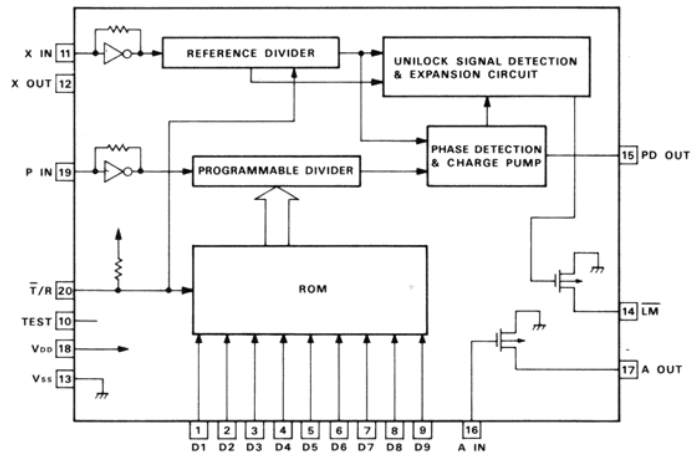 X IN 11
X OUT 12
REFERENCE DIVIDER
UNILOCK SIGNAL DETECTION
& EXPANSION CIRCUIT
P IN 19
PROGRAMMABLE DIVIDER
PHASE DETECTION
& CHARGE PUMP
15 PD OUT
T/R 20
ROM
TEST 10
VDD 18
VSS 13
14 LM
17 A OUT
1 2 3 4 5 6 7 8 9 16
D1 D2 D3 D4 D5 D6 D7 D8 D9 A IN